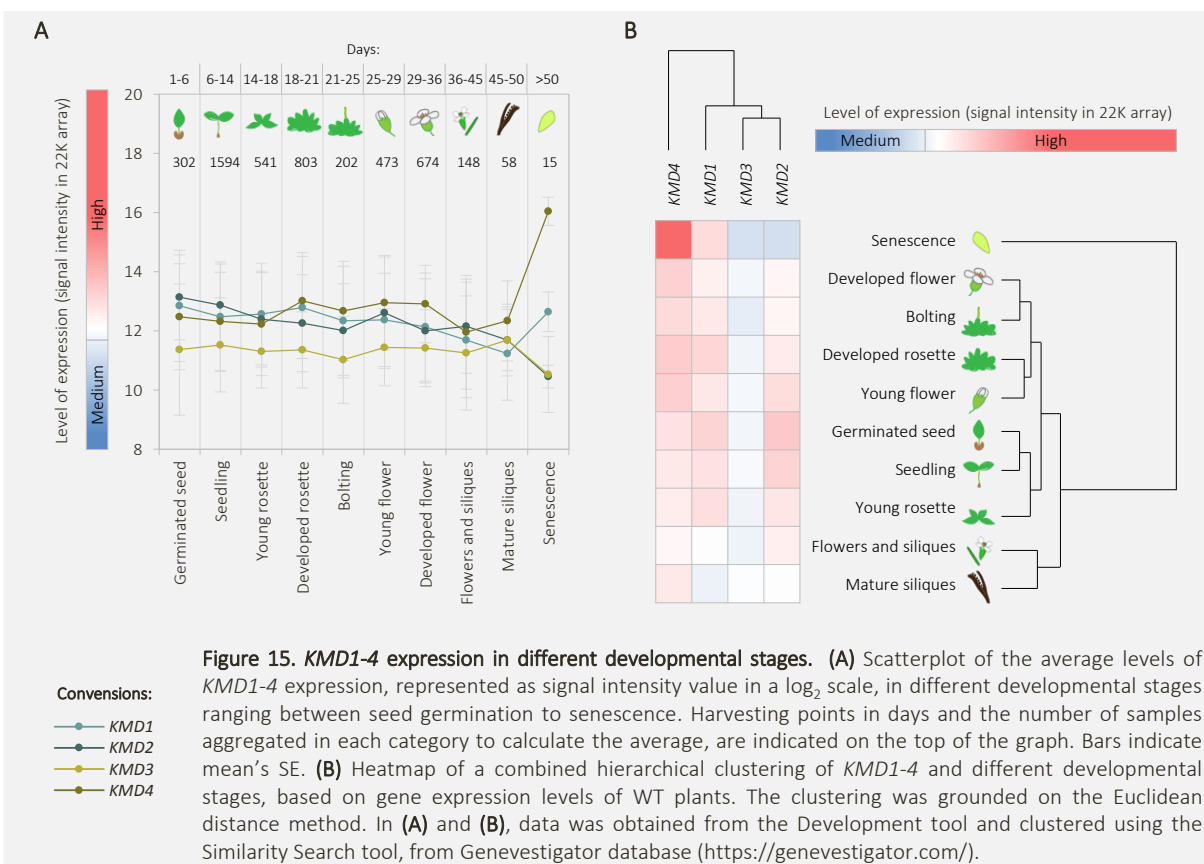 A
Days:
1-6 6-14 14-18 18-21 21-25 25-29 29-36 36-45 45-50 >50
Level of expression (signal intensity in 22K array)
High
Medium
20
18
16
14
12
10
8
302 1594 541 803 202 473 674 148 58 15
Germinated seed
Seedling
Young rosette
Developed rosette
Bolting
Young flower
Developed flower
Flowers and siliques
Mature siliques
Senescence
B
Level of expression (signal intensity in 22K array)
Medium High
KMD4 KMD1 KMD3 KMD2
Senescence
Developed flower
Bolting
Developed rosette
Young flower
Germinated seed
Seedling
Young rosette
Flowers and siliques
Mature siliques
Convensions:
KMD1
KMD2
KMD3
KMD4
Figure 15. KMD1-4 expression in different developmental stages. (A) Scatterplot of the average levels of
KMD1-4 expression, represented as signal intensity value in a log2 scale, in different developmental stages
ranging between seed germination to senescence. Harvesting points in days and the number of samples
aggregated in each category to calculate the average, are indicated on the top of the graph. Bars indicate
mean's SE. (B) Heatmap of a combined hierarchical clustering of KMD1-4 and different developmental
stages, based on gene expression levels of WT plants. The clustering was grounded on the Euclidean
distance method. In (A) and (B), data was obtained from the Development tool and clustered using the
Similarity Search tool, from Genevestigator database (https://genevestigator.com/).